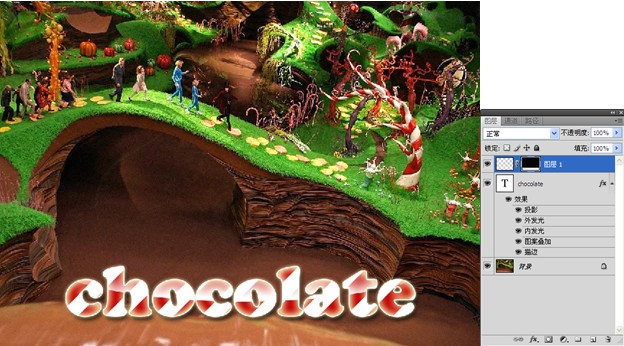 chocolate
图层 通道 路径
正常 不透明度: 100%
锁定: 填充: 100%
图层 1
T chocolate fx
效果
投影
外发光
内发光
图案叠加
描边
背景
fx